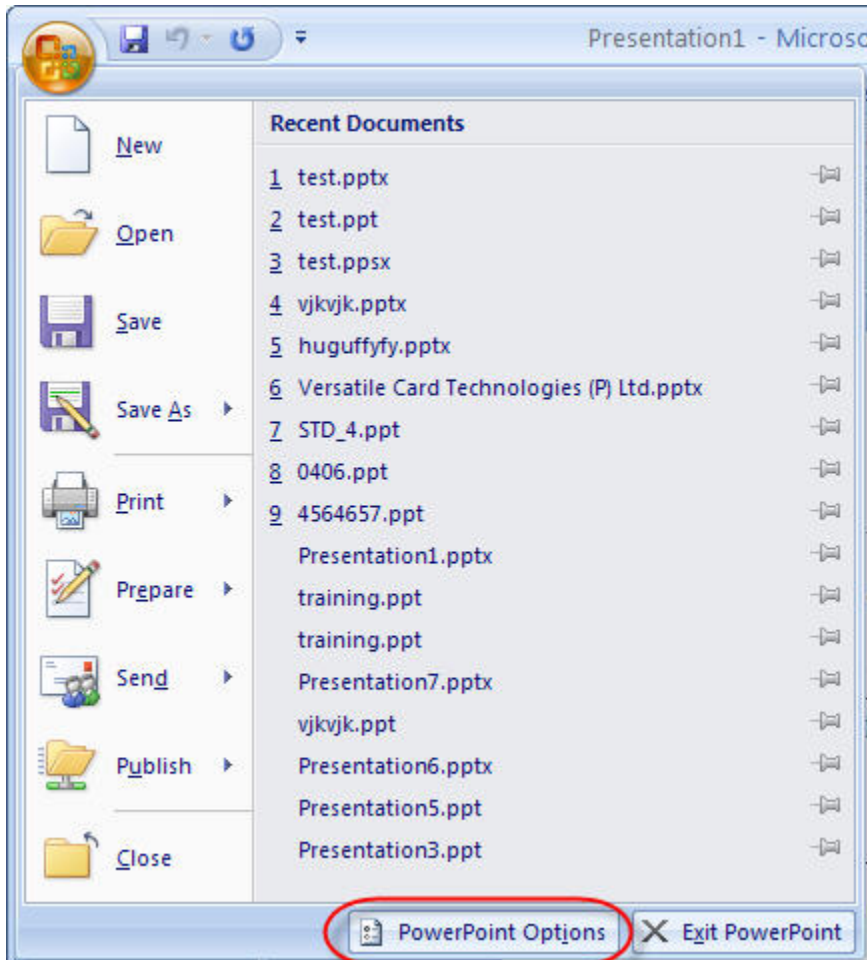 Presentation1 - Microso
New
Open
Save
Save As
Print
Prepare
Send
Publish
Close
Recent Documents
1 test.pptx
2 test.ppt
3 test.ppsx
4 vjkvjk.pptx
5 huguffyfy.pptx
6 Versatile Card Technologies (P) Ltd.pptx
7 STD_4.ppt
8 0406.ppt
9 4564657.ppt
Presentation1.pptx
training.ppt
training.ppt
Presentation7.pptx
vjkvjk.ppt
Presentation6.pptx
Presentation5.ppt
Presentation3.ppt
PowerPoint Options
Exit PowerPoint